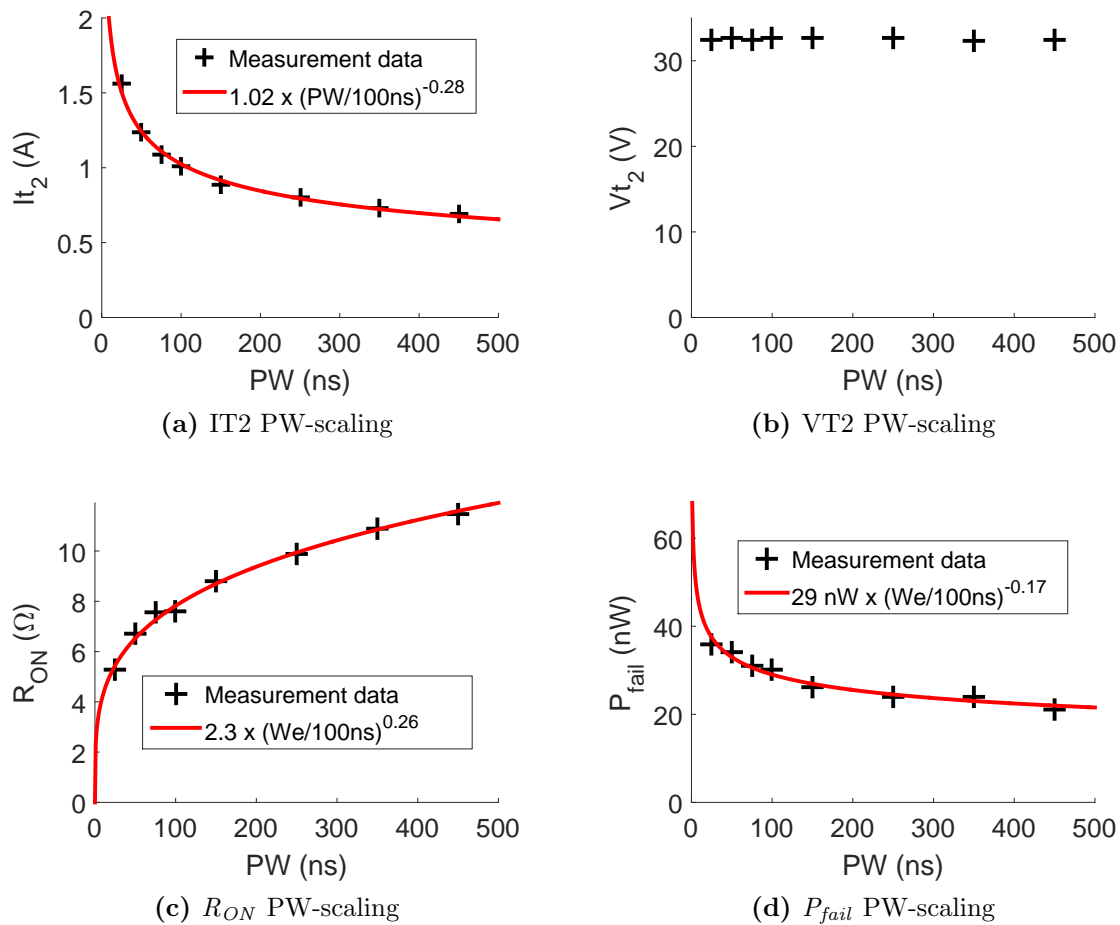 2
1.5
1
0.5
0
It₂ (A)
Measurement data
1.02 x (PW/100ns)^-0.28
0 100 200 300 400 500
PW (ns)
(a) IT2 PW-scaling
30
20
10
0
Vt₂ (V)
0 100 200 300 400 500
PW (ns)
(b) VT2 PW-scaling
10
8
6
4
2
0
R_ON (Ω)
Measurement data
2.3 x (We/100ns)^0.26
0 100 200 300 400 500
PW (ns)
(c) R_ON PW-scaling
60
40
20
0
P_fail (nW)
Measurement data
29 nW x (We/100ns)^-0.17
0 100 200 300 400 500
PW (ns)
(d) P_fail PW-scaling